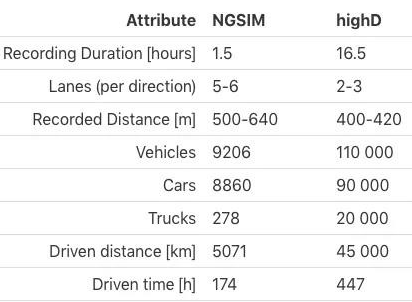 Attribute NGSIM highD
Recording Duration [hours] 1.5 16.5
Lanes (per direction) 5-6 2-3
Recorded Distance [m] 500-640 400-420
Vehicles 9206 110 000
Cars 8860 90 000
Trucks 278 20 000
Driven distance [km] 5071 45 000
Driven time [h] 174 447